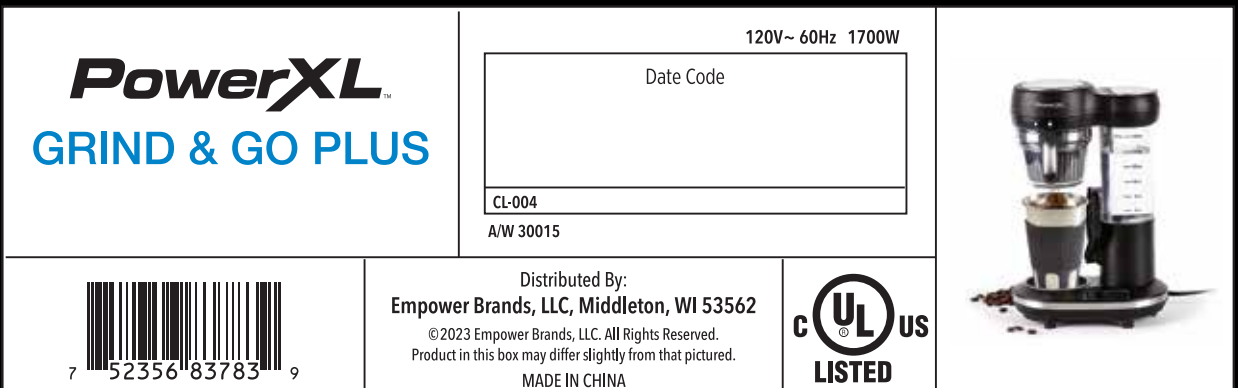 PowerXL™
GRIND & GO PLUS
120V~ 60Hz 1700W
Date Code
CL-004
A/W 30015
7 52356 83783 9
Distributed By:
Empower Brands, LLC, Middleton, WI 53562
©2023 Empower Brands, LLC. All Rights Reserved.
Product in this box may differ slightly from that pictured.
MADE IN CHINA
C UL® US
LISTED